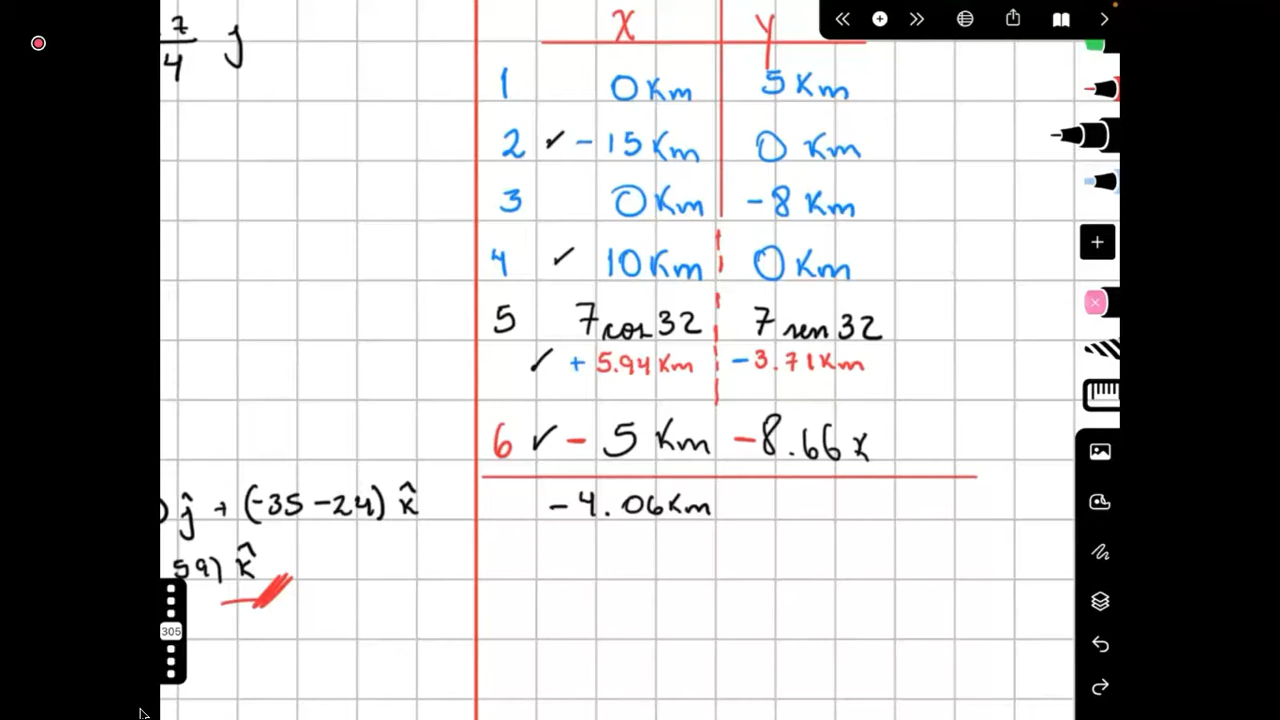 7
4 j
X Y
1 0 Km 5 Km
2 ✓ - 15 Km 0 Km
3 0 Km - 8 Km
4 ✓ 10 Km 0 Km
5 7 cos 32 7 sen 32
✓ + 5.94 Km - 3.71 Km
6 ✓ - 5 Km - 8.66 K
- 4.06 Km
ĵ + (-35 - 24) k̂
59) k̂
305